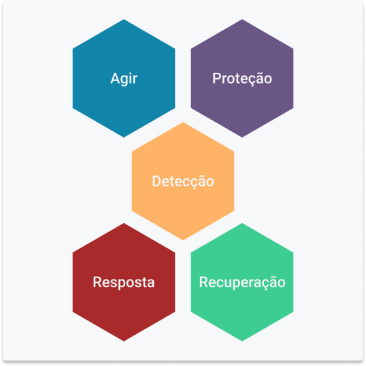 Agir
Proteção
Detecção
Resposta
Recuperação